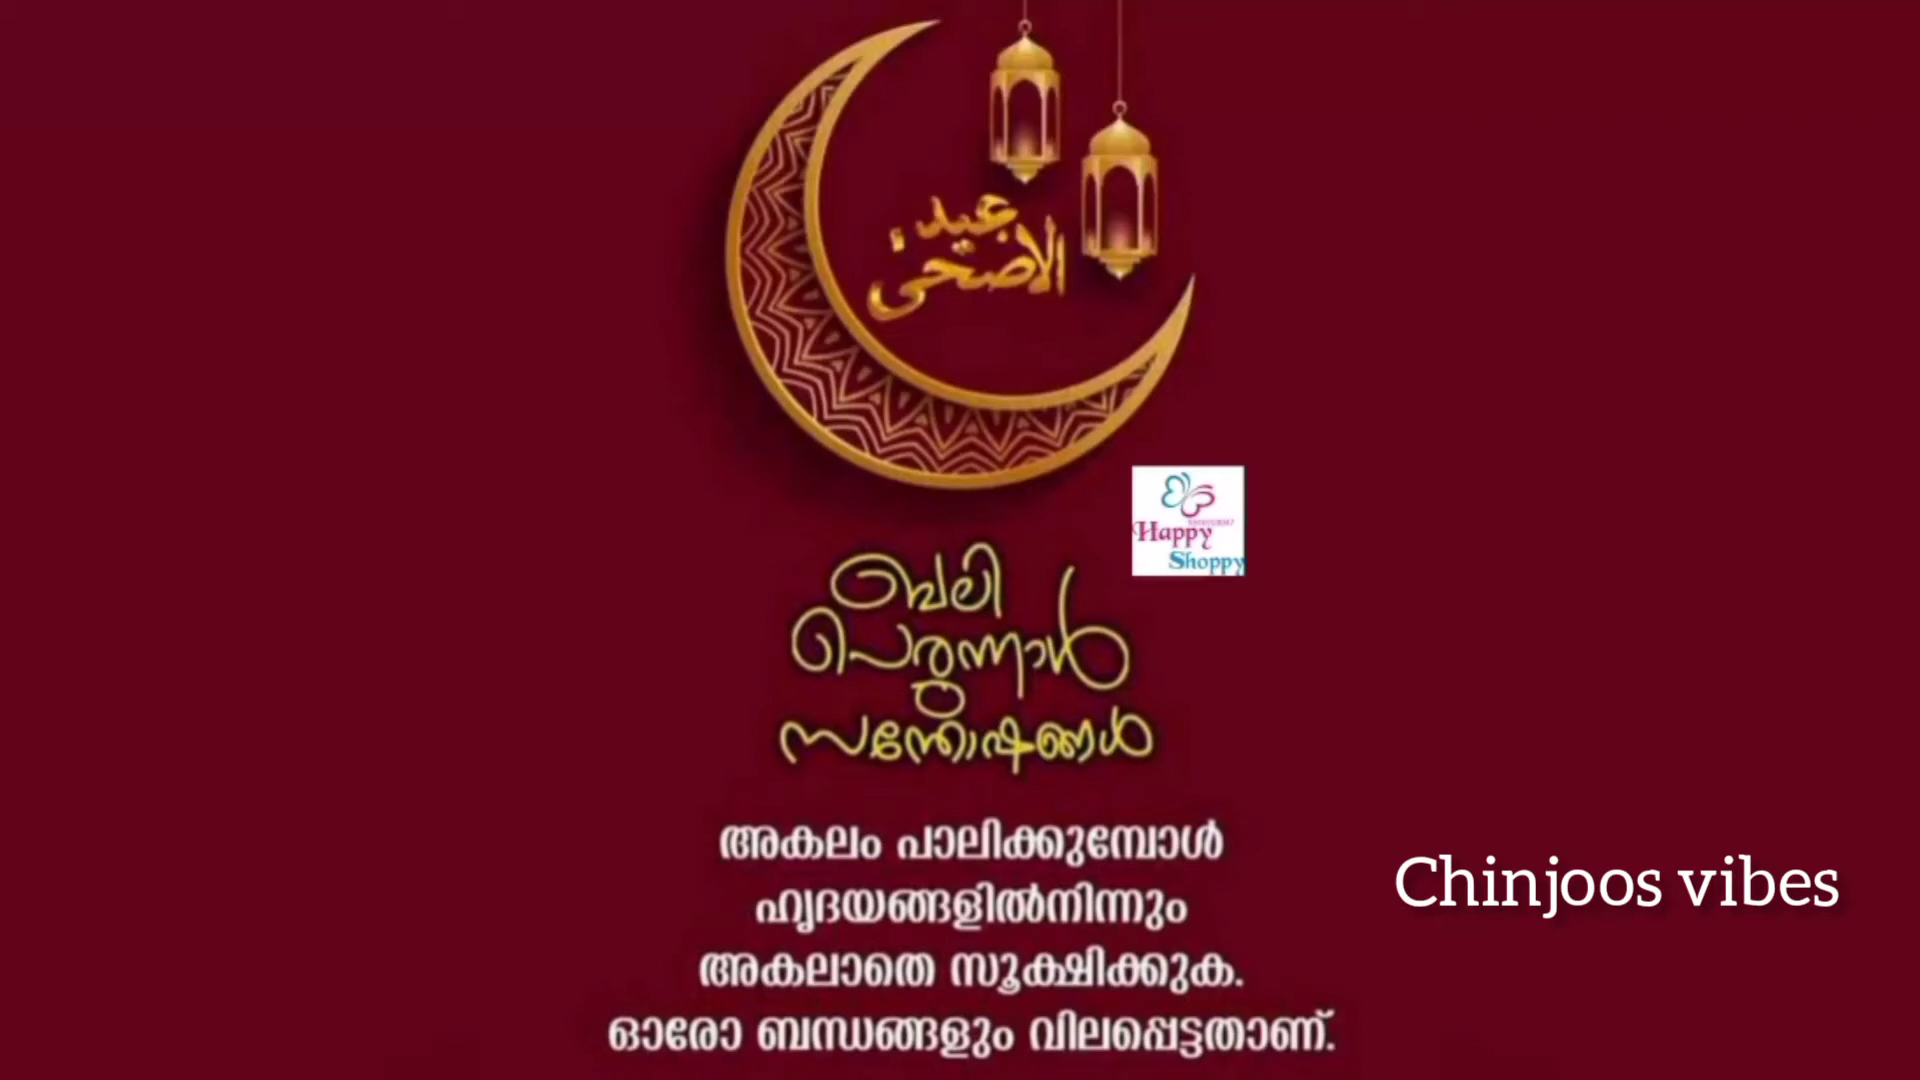 عيد
الأضحى
Happy
Shoppy
ബലി
പെരുന്നാൾ
സന്തോഷങ്ങൾ
അകലം പാലിക്കുമ്പോൾ
ഹൃദയങ്ങളിൽനിന്നും
അകലാതെ സൂക്ഷിക്കുക.
ഓരോ ബന്ധങ്ങളും വിലപ്പെട്ടതാണ്.
Chinjoos vibes